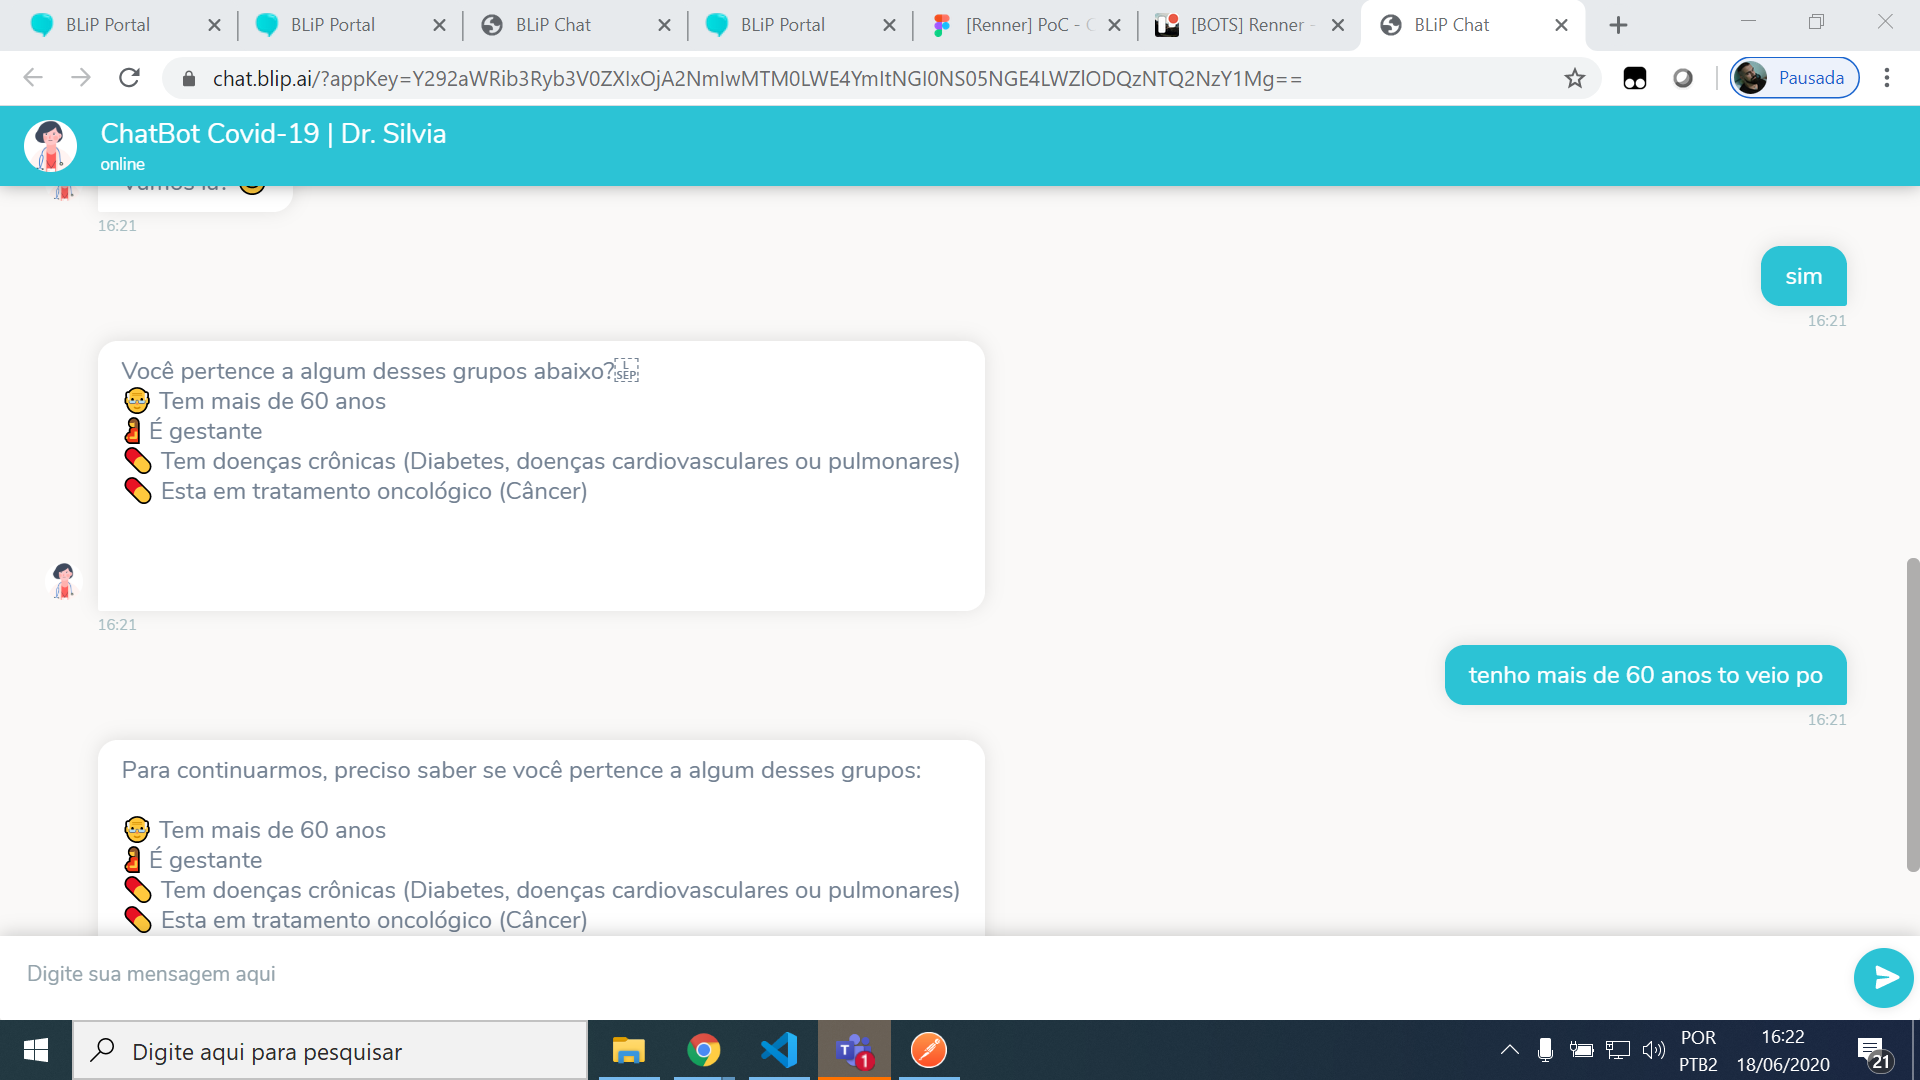 BLiP Portal
BLiP Portal
BLiP Chat
BLiP Portal
[Renner] PoC - C
[BOTS] Renner -
BLiP Chat
chat.blip.ai/?appKey=Y292aWRib3Ryb3V0ZXIxOjA2NmIwMTM0LWE4YmItNGI0NS05NGE4LWZlODQzNTQ2NzY1Mg==
Pausada
ChatBot Covid-19 | Dr. Silvia
online
Vamos lá?
16:21
sim
16:21
Você pertence a algum desses grupos abaixo?
L SEP
Tem mais de 60 anos
É gestante
Tem doenças crônicas (Diabetes, doenças cardiovasculares ou pulmonares)
Esta em tratamento oncológico (Câncer)
16:21
tenho mais de 60 anos to veio po
16:21
Para continuarmos, preciso saber se você pertence a algum desses grupos:
Tem mais de 60 anos
É gestante
Tem doenças crônicas (Diabetes, doenças cardiovasculares ou pulmonares)
Esta em tratamento oncológico (Câncer)
Digite sua mensagem aqui
Digite aqui para pesquisar
T
1
POR
PTB2
16:22
18/06/2020
21